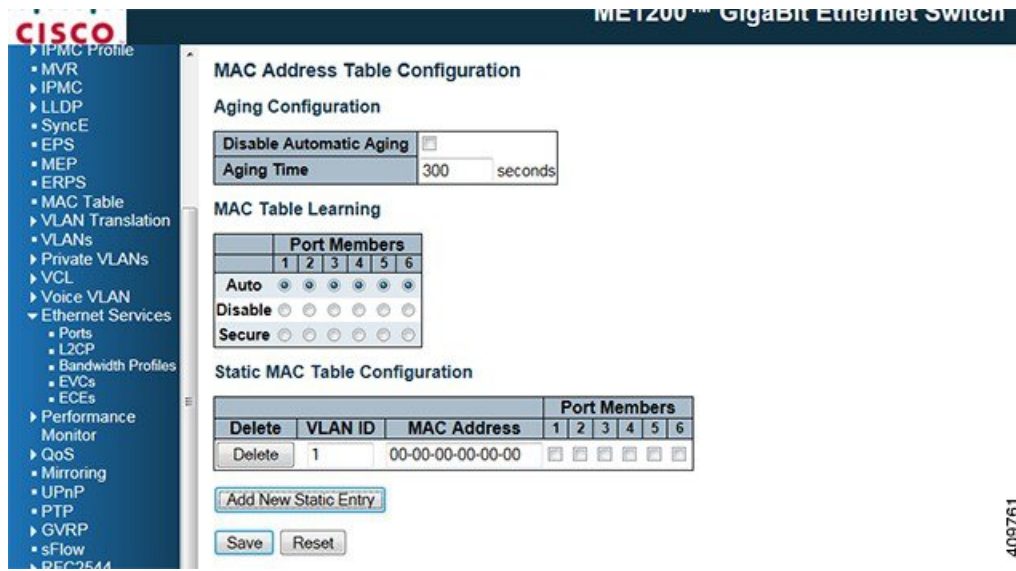 ME1200™ GigaBit Ethernet Switch
CISCO
IPMC Profile
MVR
IPMC
LLDP
SyncE
EPS
MEP
ERPS
MAC Table
VLAN Translation
VLANs
Private VLANs
VCL
Voice VLAN
Ethernet Services
Ports
L2CP
Bandwidth Profiles
EVCs
ECEs
Performance
Monitor
QoS
Mirroring
UPnP
PTP
GVRP
sFlow
RFC2544
MAC Address Table Configuration
Aging Configuration
Disable Automatic Aging
Aging Time 300 seconds
MAC Table Learning
Port Members
1 2 3 4 5 6
Auto
Disable
Secure
Static MAC Table Configuration
Port Members
Delete VLAN ID MAC Address 1 2 3 4 5 6
Delete 1 00-00-00-00-00-00
Add New Static Entry
Save Reset
409761